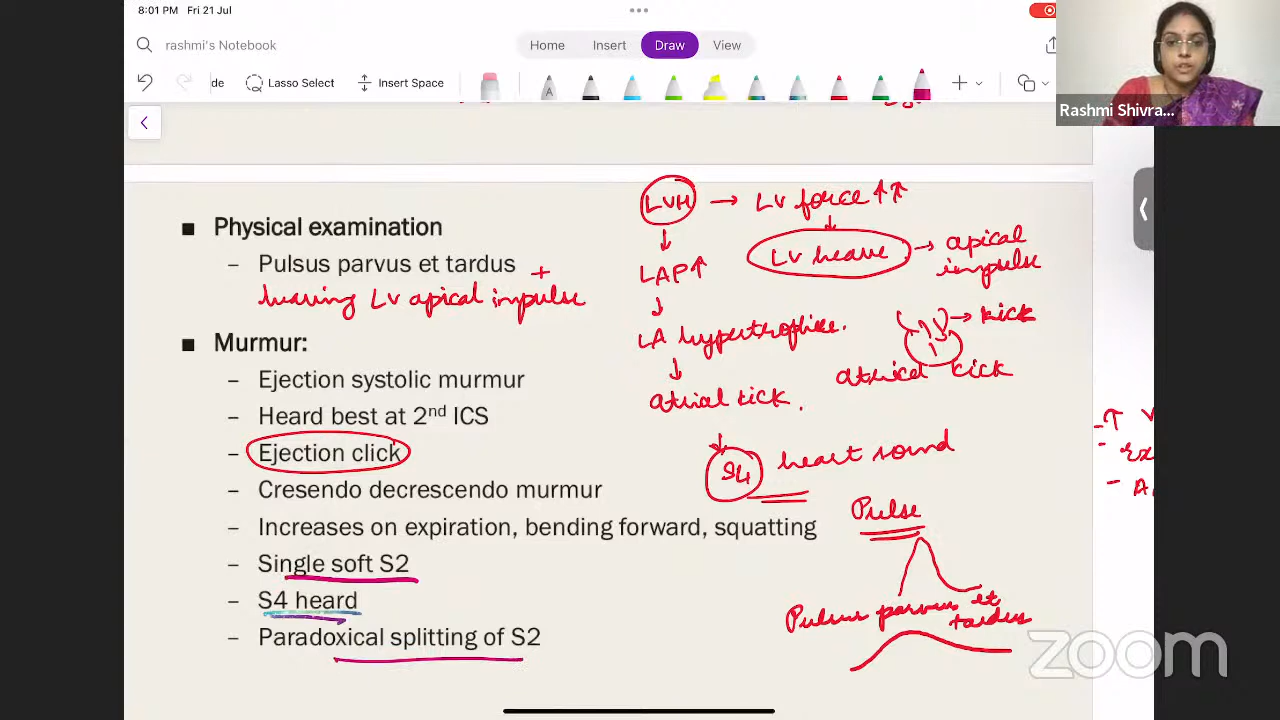 8:01 PM Fri 21 Jul
rashmi's Notebook
Home Insert Draw View
de Lasso Select Insert Space
A
Rashmi Shivra...
Physical examination
– Pulsus parvus et tardus +
heaving LV apical impulse
Murmur:
– Ejection systolic murmur
– Heard best at 2nd ICS
– Ejection click
– Cresendo decrescendo murmur
– Increases on expiration, bending forward, squatting
– Single soft S2
– S4 heard
– Paradoxical splitting of S2
LVH → LV force ↑↑
↓
LV heave → apical
impulse
↓
LAP↑
↓
LA hypertrophies.
↓
atrial kick.
→ kick
atrical kick
↓
S4 heart sound
Pulse
Pulsus parvus et
tardus
-↑ V
- A
zoom